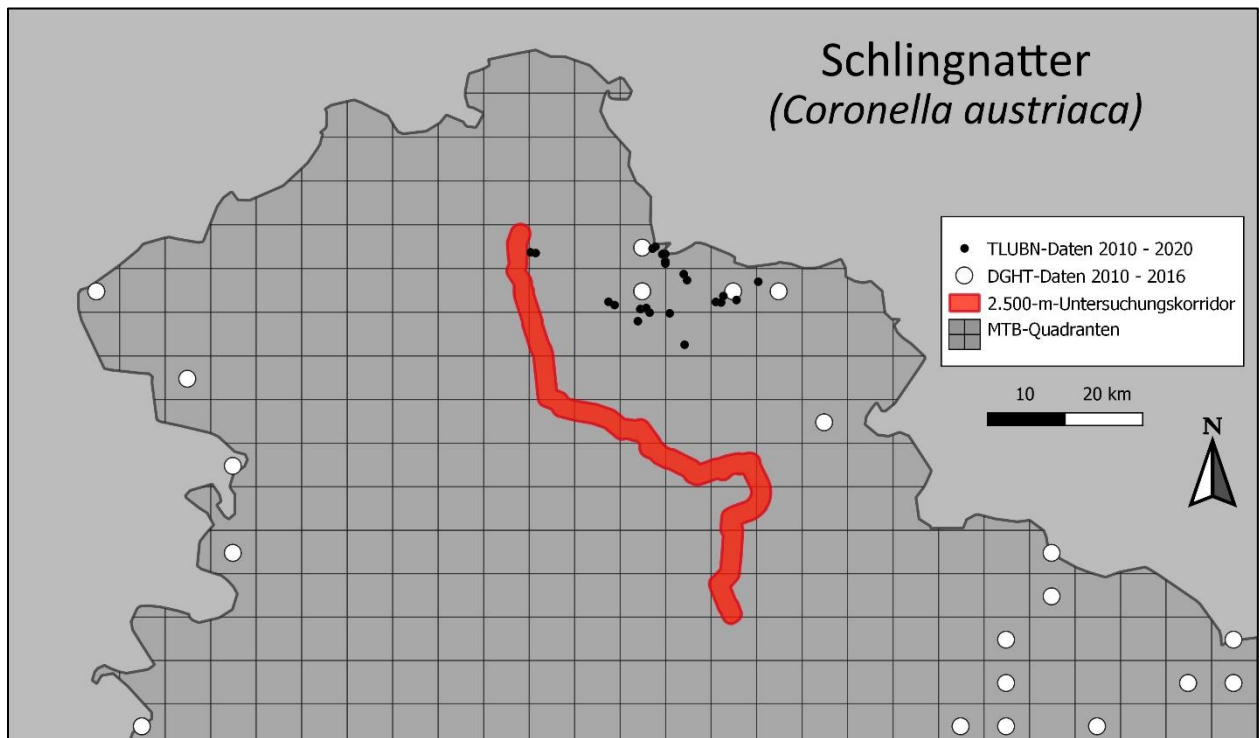 Schlingnatter
(Coronella austriaca)
TLUBN-Daten 2010 - 2020
DGHT-Daten 2010 - 2016
2.500-m-Untersuchungskorridor
MTB-Quadranten
10 20 km
N